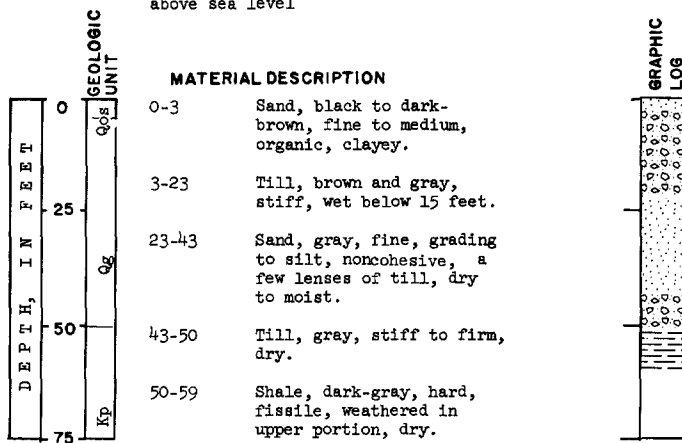 above sea level
GEOLOGIC
UNIT
GRAPHIC
LOG
MATERIAL DESCRIPTION
DEPTH, IN FEET
0
25
50
75
Qds
Qg
Kp
0-3 Sand, black to dark-
brown, fine to medium,
organic, clayey.
3-23 Till, brown and gray,
stiff, wet below 15 feet.
23-43 Sand, gray, fine, grading
to silt, noncohesive, a
few lenses of till, dry
to moist.
43-50 Till, gray, stiff to firm,
dry.
50-59 Shale, dark-gray, hard,
fissile, weathered in
upper portion, dry.